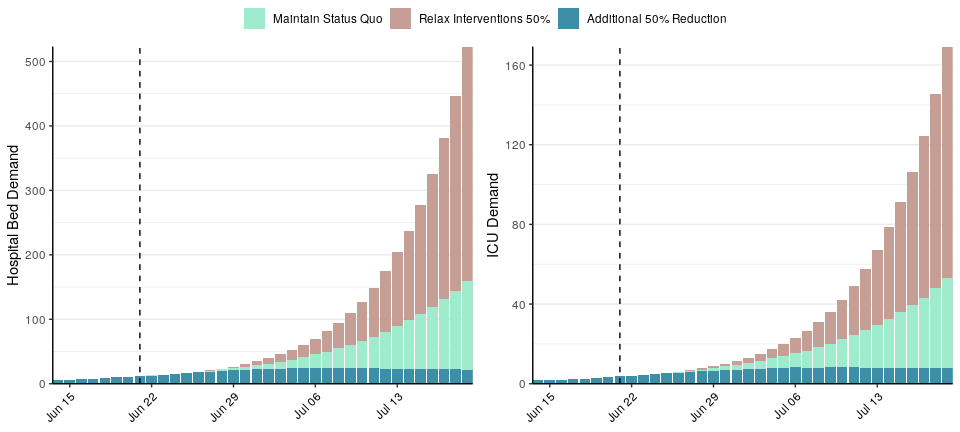 Maintain Status Quo Relax Interventions 50% Additional 50% Reduction
Hospital Bed Demand
500
400
300
200
100
0
Jun 15 Jun 22 Jun 29 Jul 06 Jul 13
ICU Demand
160
120
80
40
0
Jun 15 Jun 22 Jun 29 Jul 06 Jul 13